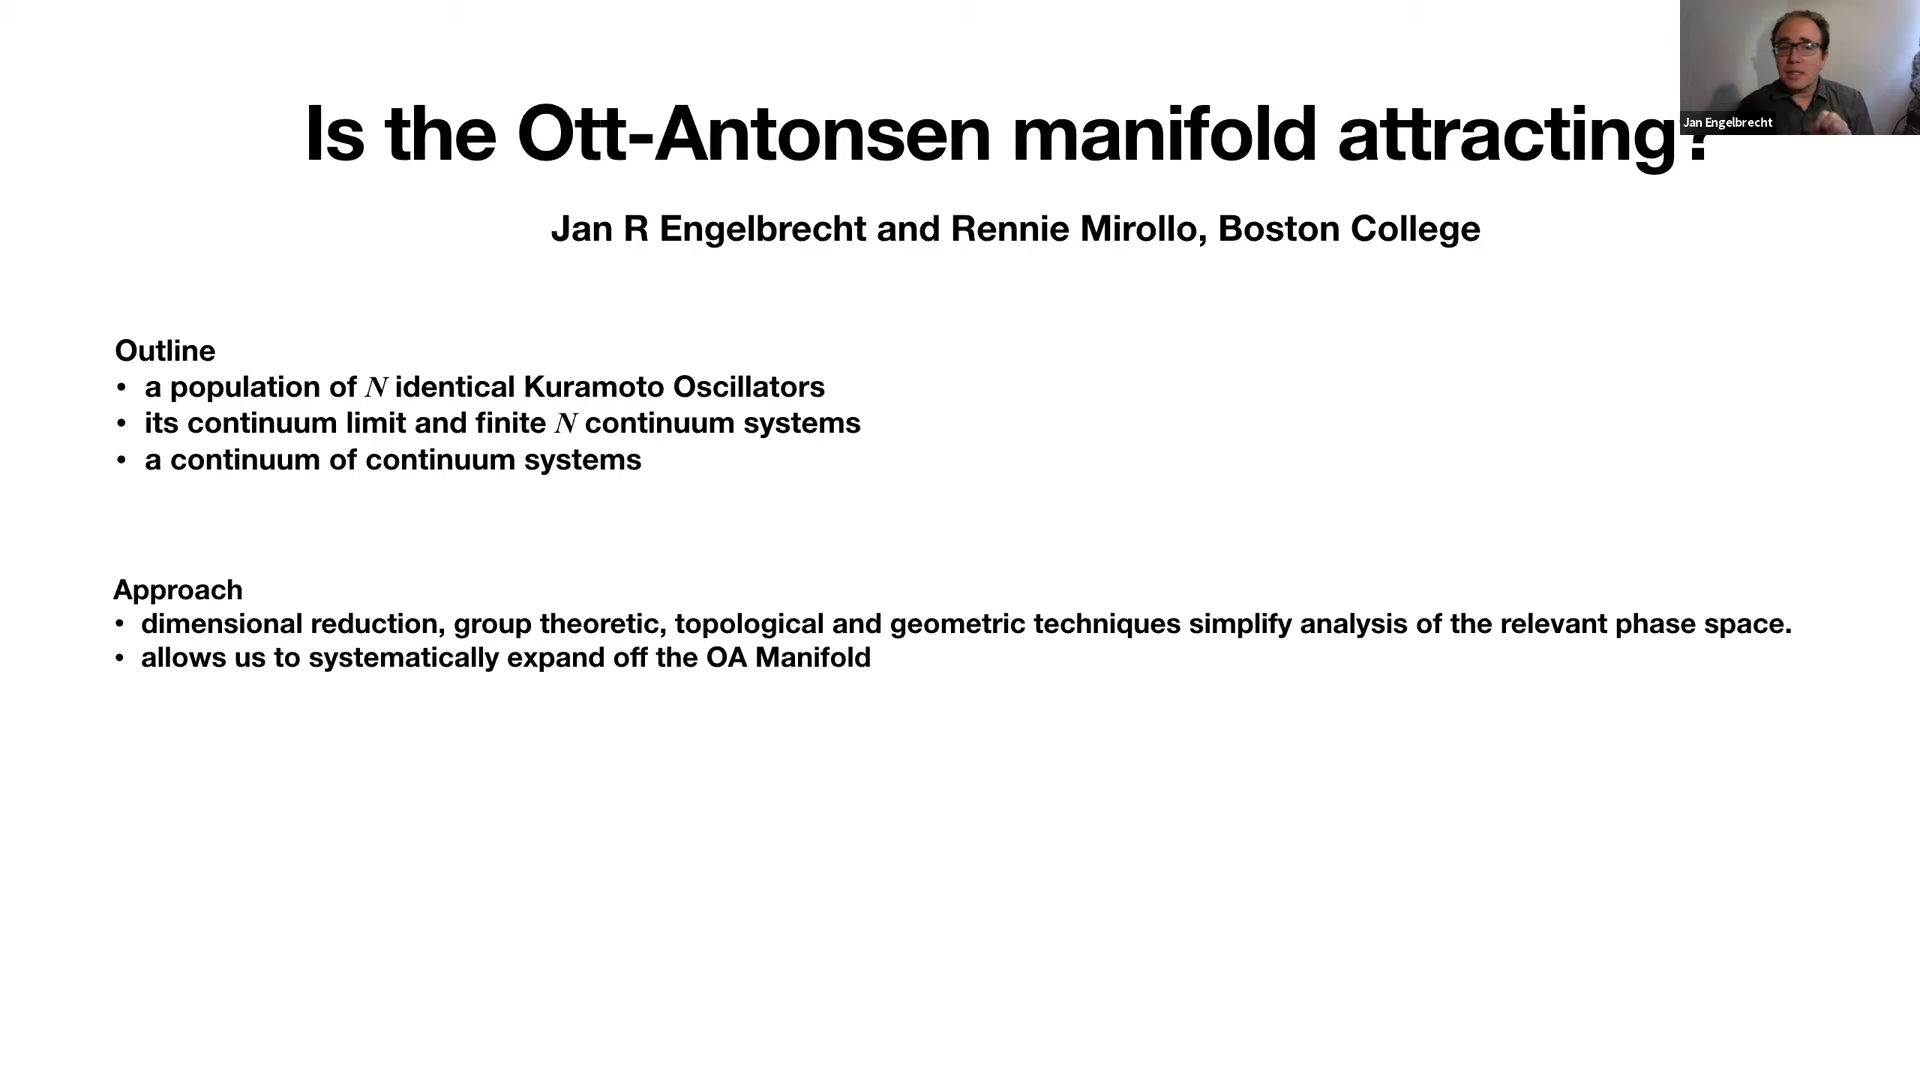 Is the Ott-Antonsen manifold attracting?
Jan Engelbrecht
Jan R Engelbrecht and Rennie Mirollo, Boston College
Outline
• a population of N identical Kuramoto Oscillators
• its continuum limit and finite N continuum systems
• a continuum of continuum systems
Approach
• dimensional reduction, group theoretic, topological and geometric techniques simplify analysis of the relevant phase space.
• allows us to systematically expand off the OA Manifold